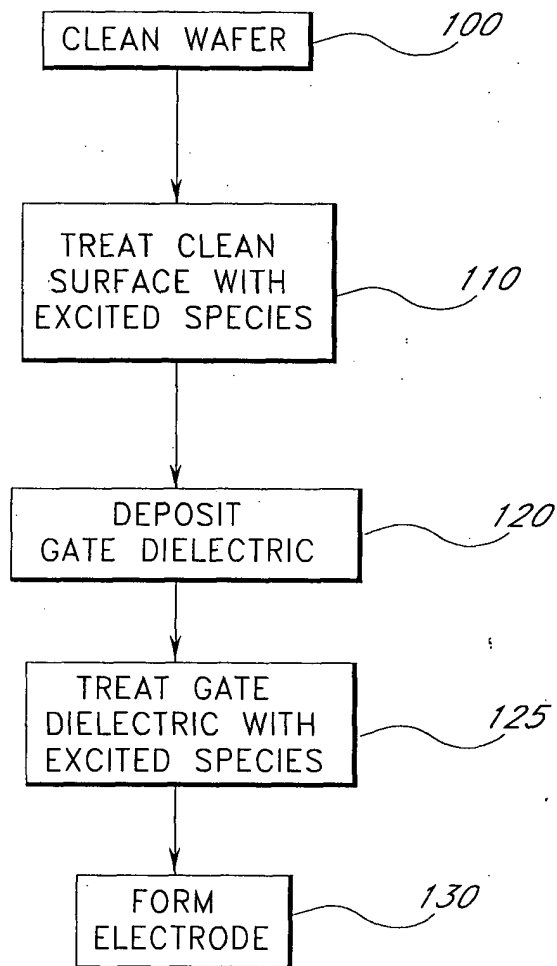 CLEAN WAFER
100
TREAT CLEAN
SURFACE WITH
EXCITED SPECIES
110
DEPOSIT
GATE DIELECTRIC
120
TREAT GATE
DIELECTRIC WITH
EXCITED SPECIES
125
FORM
ELECTRODE
130